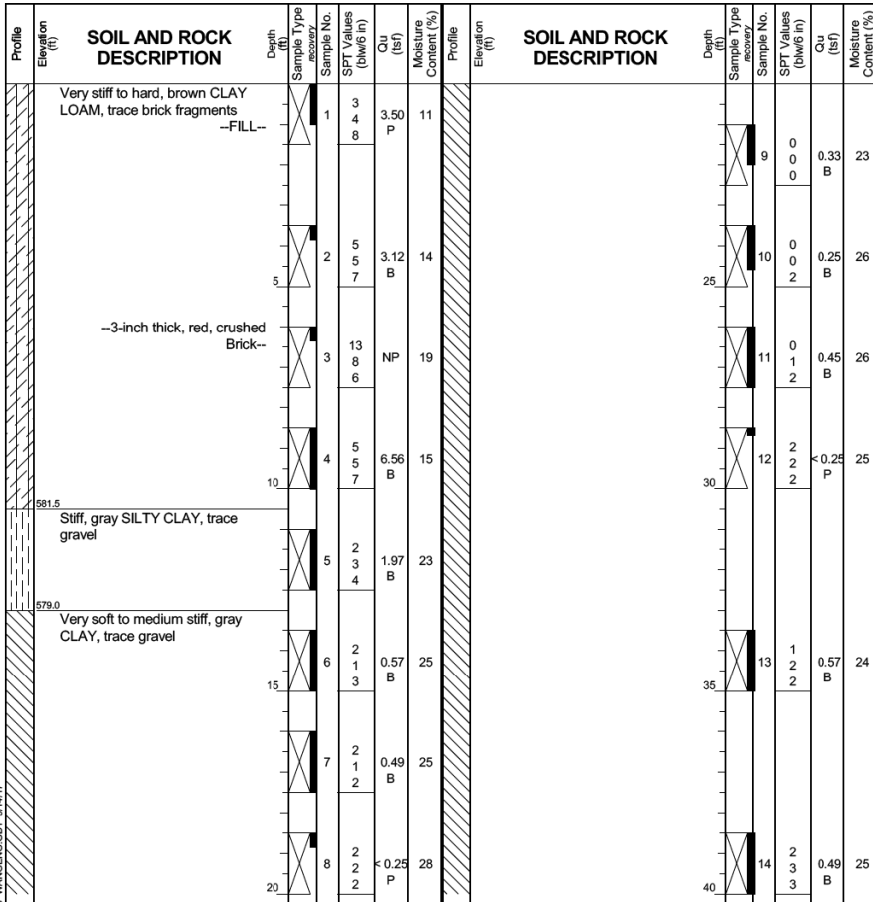 Profile
Elevation
(ft)
SOIL AND ROCK
DESCRIPTION
Depth
(ft)
Sample Type
recovery
Sample No.
SPT Values
(blw/6 in)
Qu
(tsf)
Moisture
Content (%)
Profile
Elevation
(ft)
SOIL AND ROCK
DESCRIPTION
Depth
(ft)
Sample Type
recovery
Sample No.
SPT Values
(blw/6 in)
Qu
(tsf)
Moisture
Content (%)
Very stiff to hard, brown CLAY
LOAM, trace brick fragments
--FILL--
1
3
4
8
3.50
P
11
2
5
5
7
3.12
B
14
5
--3-inch thick, red, crushed
Brick--
3
13
8
6
NP
19
4
5
5
7
6.56
B
15
10
581.5
Stiff, gray SILTY CLAY, trace
gravel
5
2
3
4
1.97
B
23
579.0
Very soft to medium stiff, gray
CLAY, trace gravel
6
2
1
3
0.57
B
25
15
7
2
1
2
0.49
B
25
8
2
2
2
< 0.25
P
28
20
9
0
0
0
0.33
B
23
10
0
0
2
0.25
B
26
25
11
0
1
2
0.45
B
26
12
2
2
2
< 0.25
P
25
30
13
1
2
2
0.57
B
24
35
14
2
3
3
0.49
B
25
40